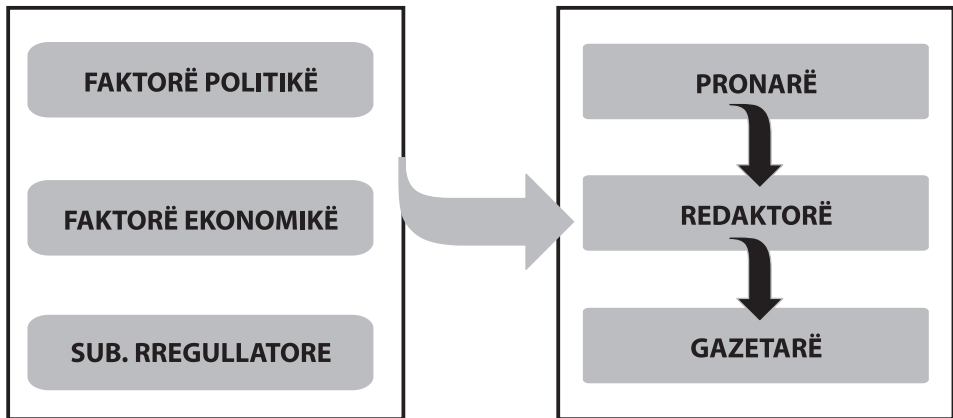 FAKTORË POLITIKË
FAKTORË EKONOMIKË
SUB. RREGULLATORE
PRONARË
REDAKTORË
GAZETARË